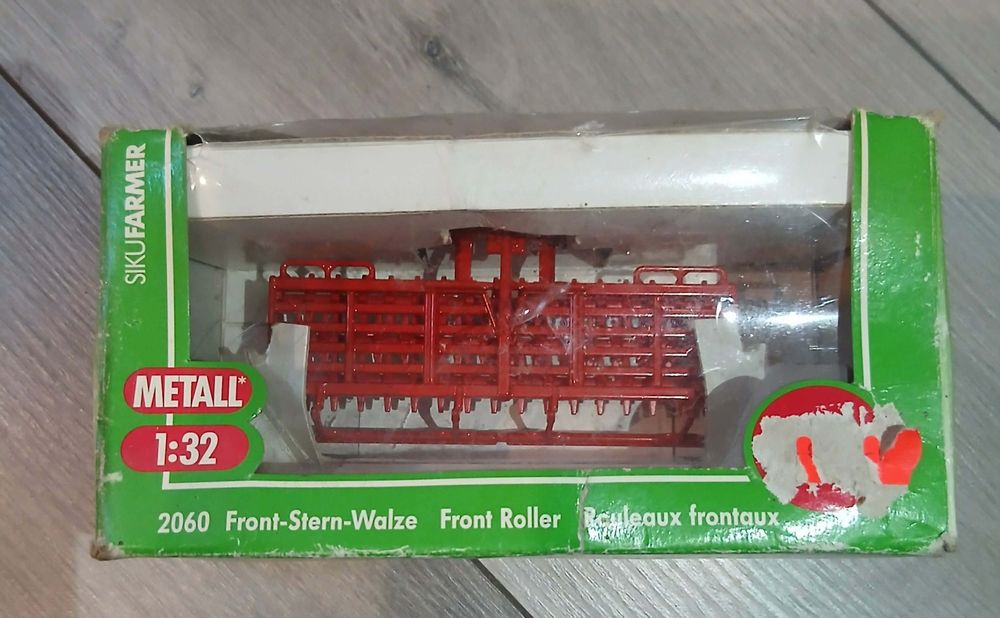 SIKUFARMER
METALL*
1:32
2060 Front-Stern-Walze Front Roller Rouleaux frontaux